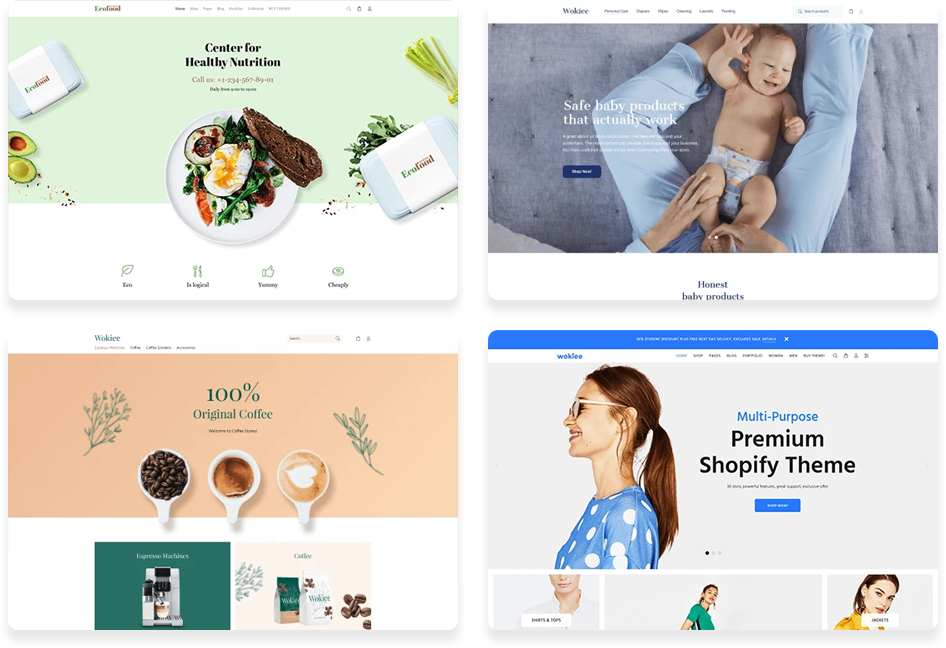 Ecofood
Home Shop Pages Blog Portfolio Collection BUY THEME!
Center for
Healthy Nutrition
Call us: +1-234-567-89-01
Daily from 9:00 to 19:00
Ecofood
Ecofood
Eco
Is logical
Yummy
Cheaply
Wokiee
Personal Care Diapers Wipes Cleaning Laundry Feeding
Search products
Safe baby products
that actually work
Shop Now!
Honest
baby products
Wokiee
Search...
Espresso Machines Coffee Coffee Grinders Accessories
100%
Original Coffee
Welcome to Coffee Stores!
Espresso Machines
Coffee
Wokiee
Wokiee
30% STUDENT DISCOUNT PLUS FREE NEXT DAY DELIVERY, EXCLUDES SALE. DETAILS
wokiee
HOME SHOP PAGES BLOG PORTFOLIO WOMEN MEN BUY THEME!
Multi-Purpose
Premium
Shopify Theme
30 skins, powerful features, great support, exclusive offer
SHOP NOW!
SHIRTS & TOPS
JACKETS